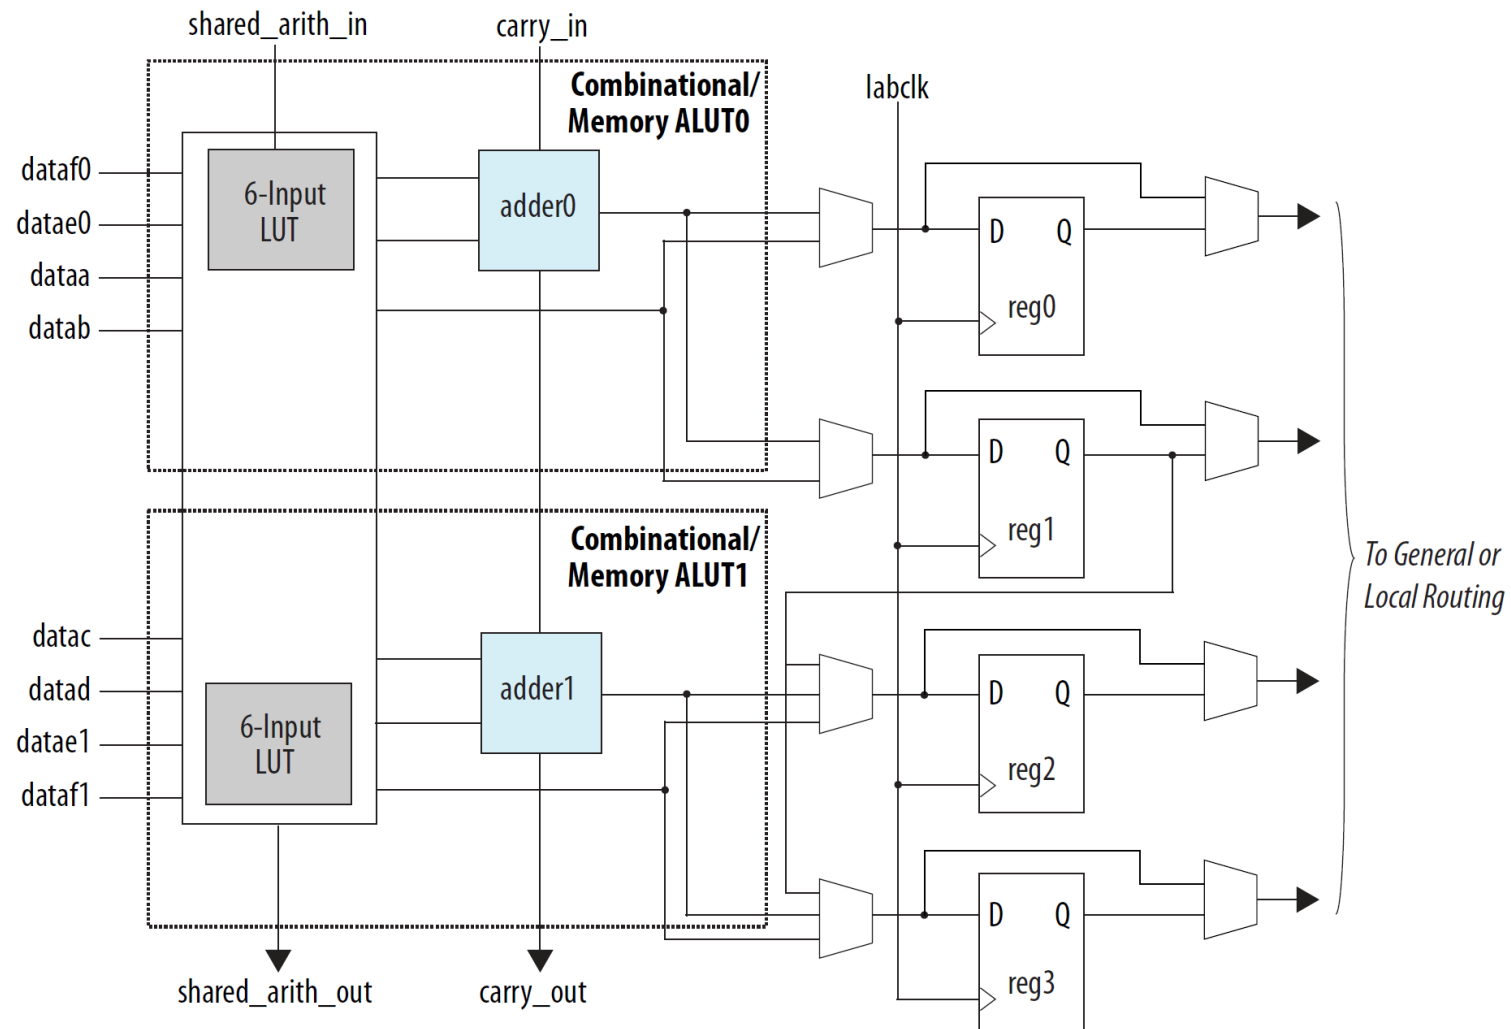 shared_arith_in
carry_in
Combinational/
Memory ALUT0
labclk
dataf0
datae0
dataa
datab
6-Input
LUT
adder0
D Q
reg0
D Q
reg1
Combinational/
Memory ALUT1
To General or
Local Routing
datac
datad
datae1
dataf1
6-Input
LUT
adder1
D Q
reg2
D Q
reg3
shared_arith_out
carry_out